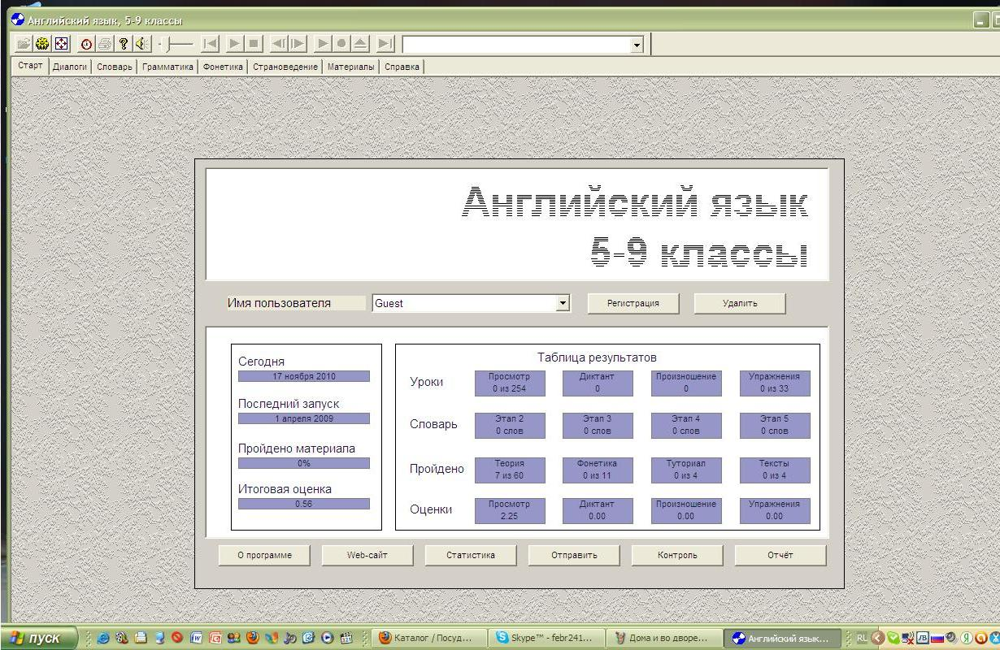 Английский язык, 5-9 классы
Старт Диалоги Словарь Грамматика Фонетика Страноведение Материалы Справка
Английский язык
5-9 классы
Имя пользователя Guest Регистрация Удалить
Сегодня
17 ноября 2010
Последний запуск
1 апреля 2009
Пройдено материала
0%
Итоговая оценка
0.56
Таблица результатов
Уроки
Просмотр
0 из 254
Диктант
0
Произношение
0
Упражнения
0 из 33
Словарь
Этап 2
0 слов
Этап 3
0 слов
Этап 4
0 слов
Этап 5
0 слов
Пройдено
Теория
7 из 60
Фонетика
0 из 11
Туториал
0 из 4
Тексты
0 из 4
Оценки
Просмотр
2.25
Диктант
0.00
Произношение
0.00
Упражнения
0.00
О программе Web-сайт Статистика Отправить Контроль Отчёт
пуск Каталог / Посуд... Skype™ - febr241... Дома и во дворе... Английский язык... RL